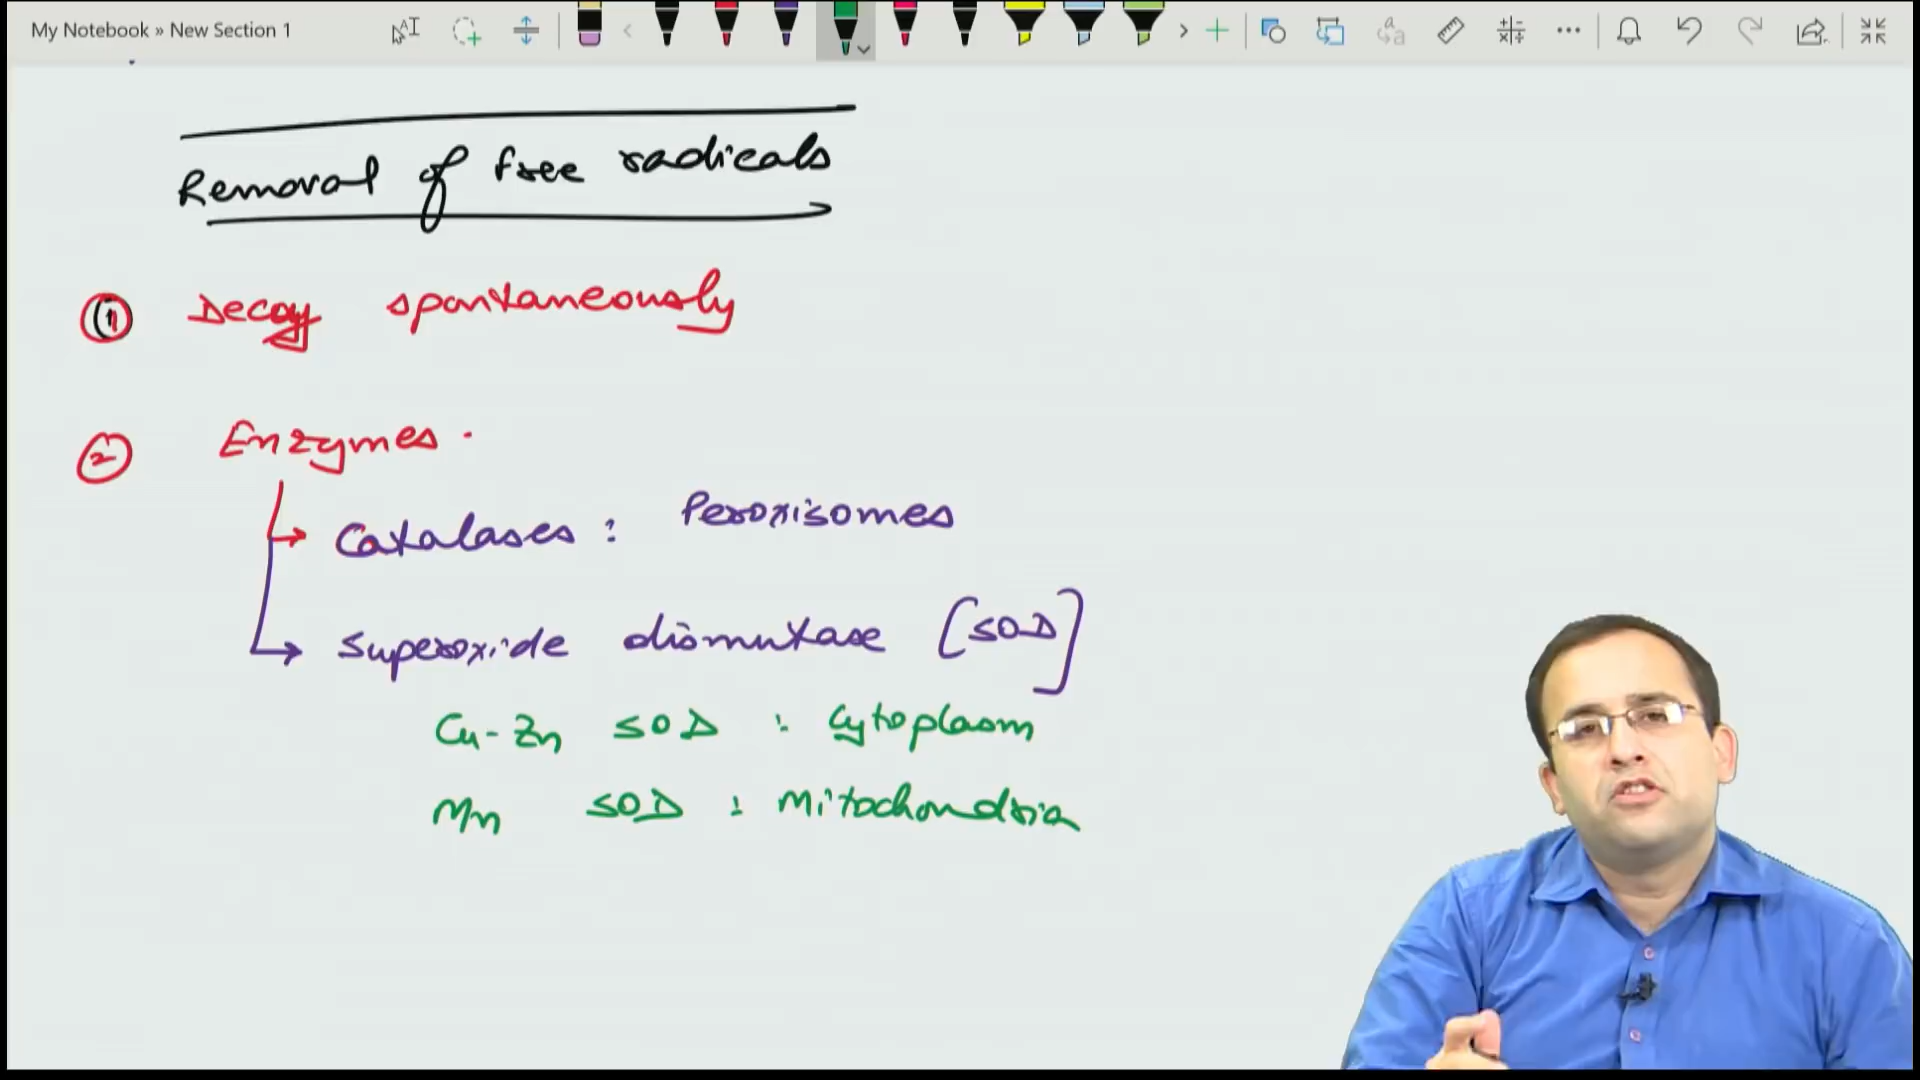 My Notebook » New Section 1
Removal of free radicals
① Decay spontaneously
② Enzymes.
Catalases : Peroxisomes
Superoxide dismutase [SOD]
Cu-Zn SOD : Cytoplasm
Mn SOD : Mitochondria